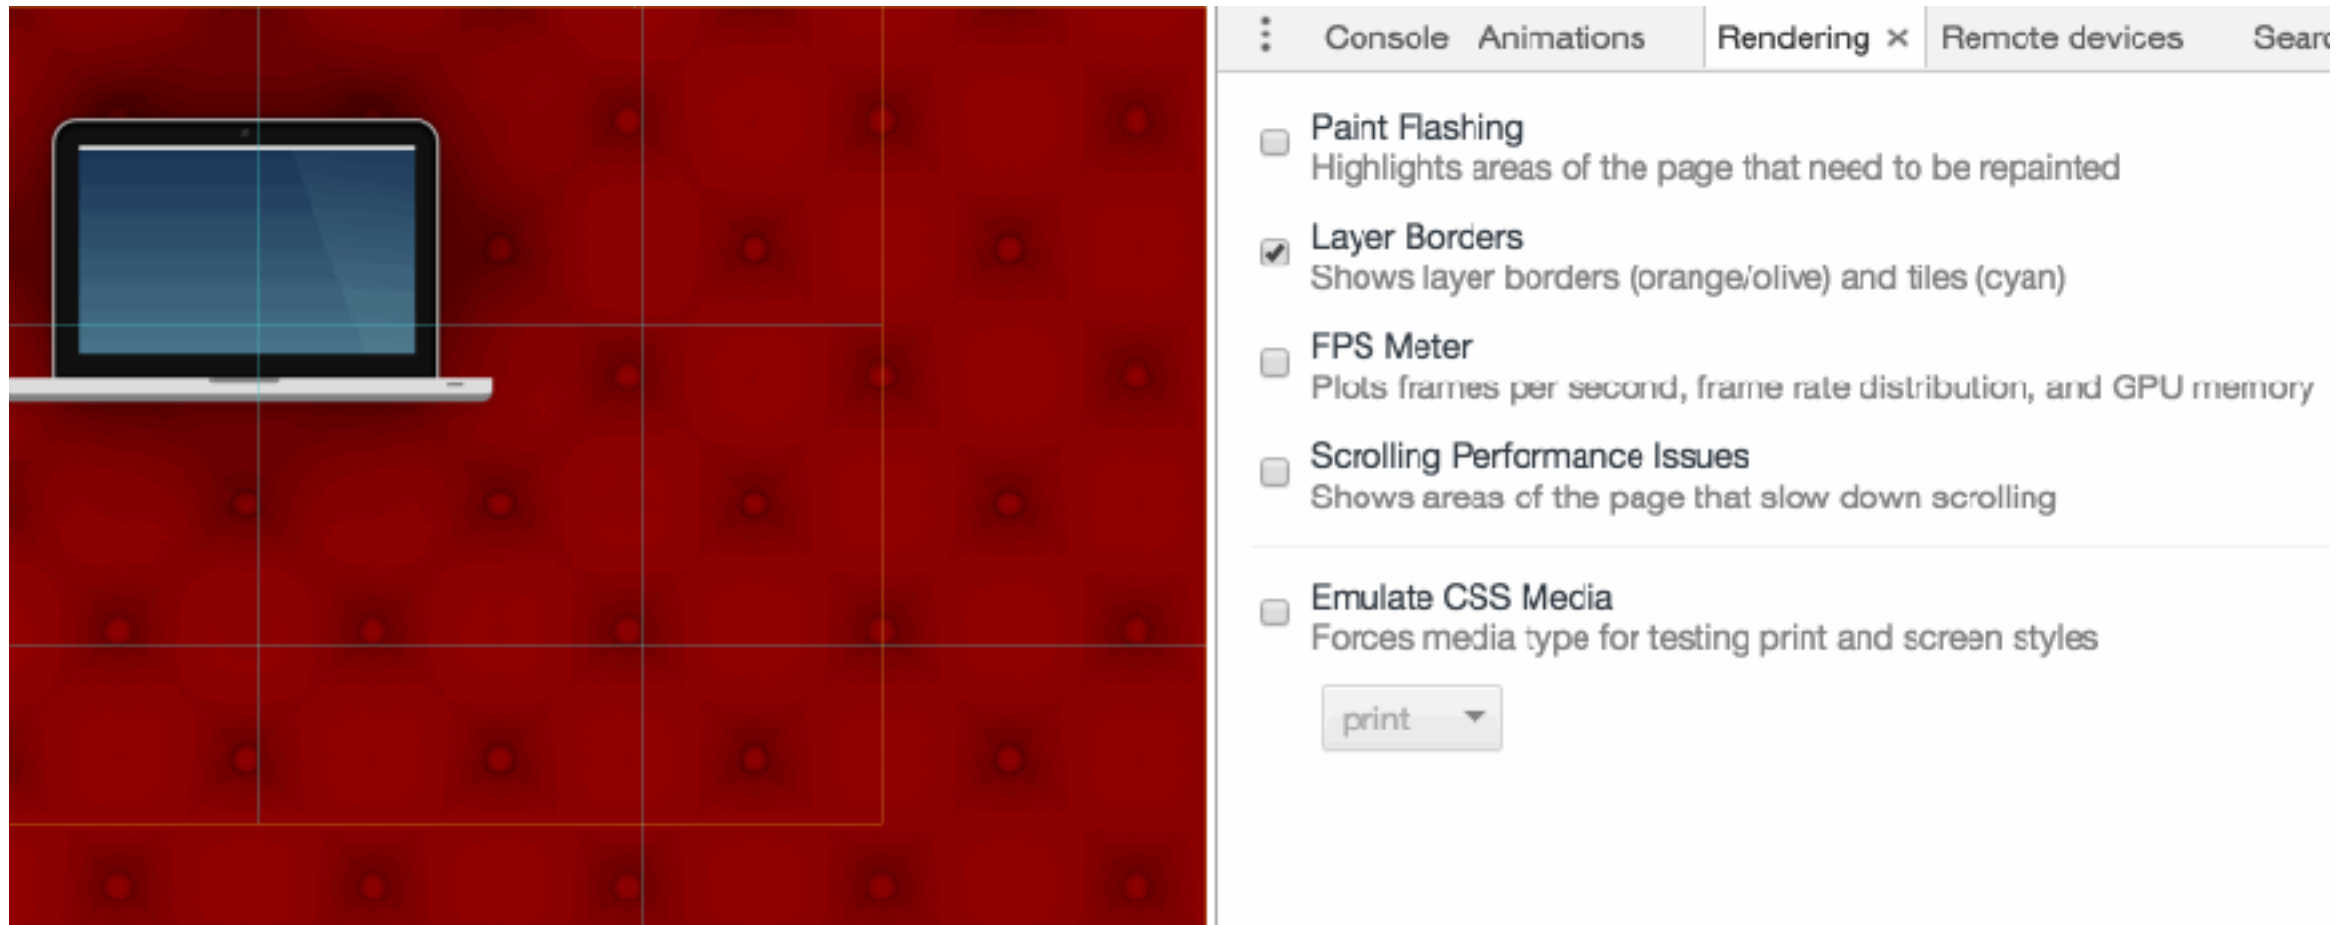 Console Animations Rendering × Remote devices
Paint Flashing
Highlights areas of the page that need to be repainted
Layer Borders
Shows layer borders (orange/olive) and tiles (cyan)
FPS Meter
Plots frames per second, frame rate distribution, and GPU memory
Scrolling Performance Issues
Shows areas of the page that slow down scrolling
Emulate CSS Media
Forces media type for testing print and screen styles
print